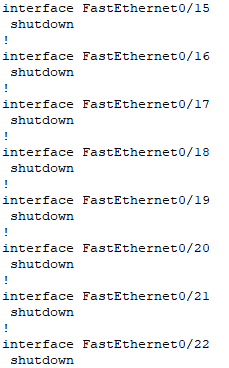 interface FastEthernet0/15
 shutdown
!
interface FastEthernet0/16
 shutdown
!
interface FastEthernet0/17
 shutdown
!
interface FastEthernet0/18
 shutdown
!
interface FastEthernet0/19
 shutdown
!
interface FastEthernet0/20
 shutdown
!
interface FastEthernet0/21
 shutdown
!
interface FastEthernet0/22
 shutdown